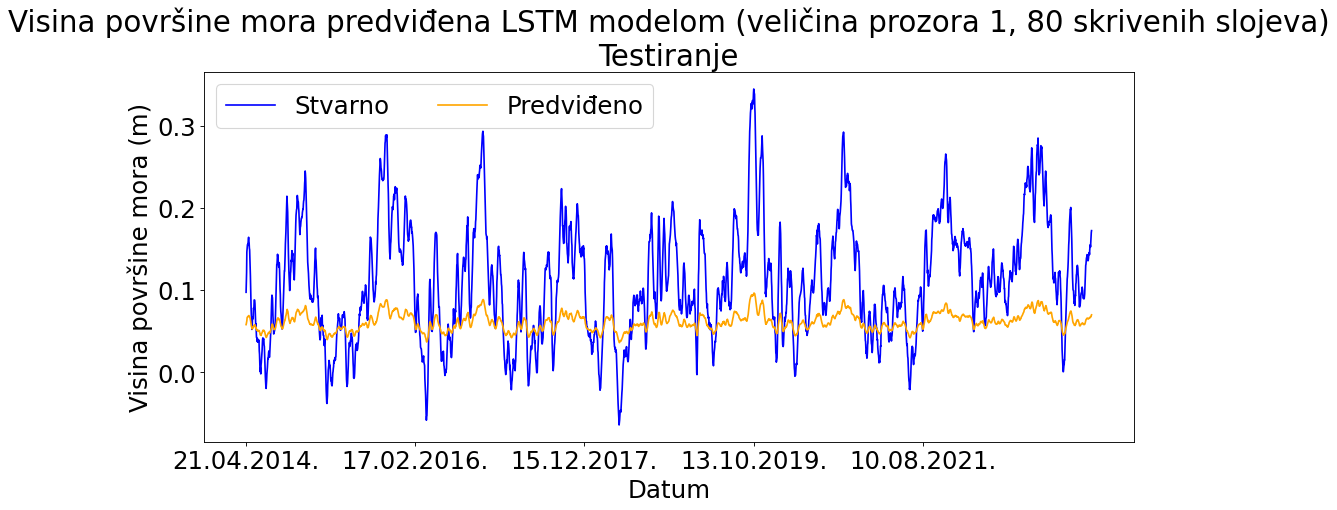 Visina površine mora predviđena LSTM modelom (veličina prozora 1, 80 skrivenih slojeva)
Testiranje
Stvarno Predviđeno
Visina površine mora (m)
0.3
0.2
0.1
0.0
21.04.2014. 17.02.2016. 15.12.2017. 13.10.2019. 10.08.2021.
Datum